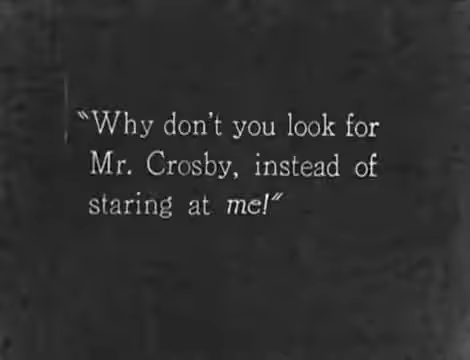 "Why don't you look for
Mr. Crosby, instead of
staring at me!"